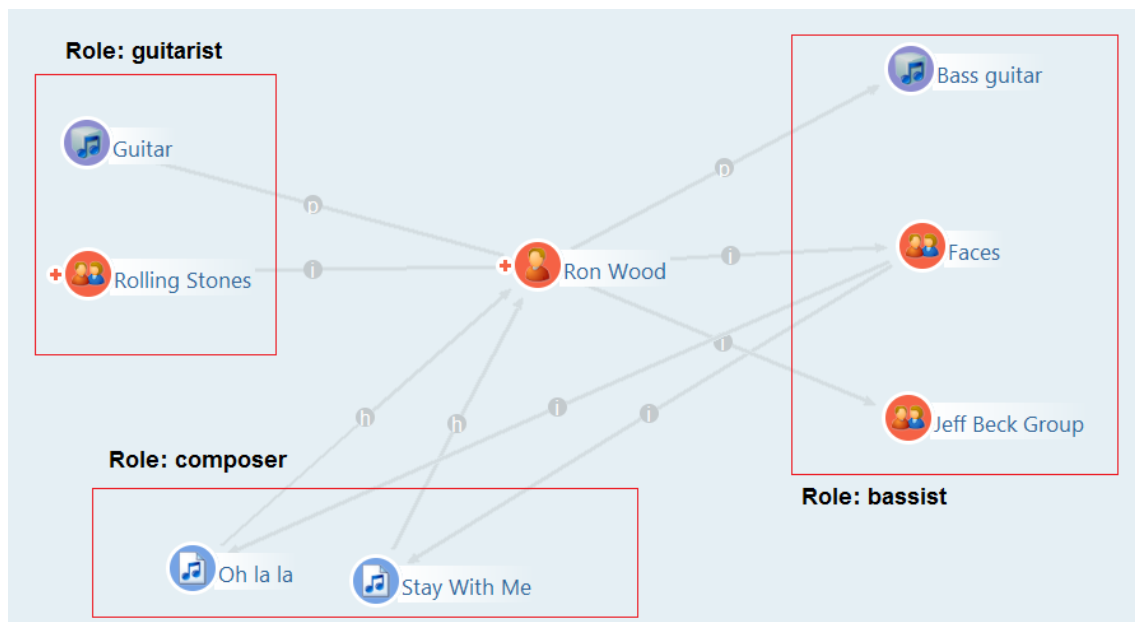 Role: guitarist
Bass guitar
Guitar
p
p
Faces
Ron Wood
i
Rolling Stones
i
i
h
h
i
i
Jeff Beck Group
Role: composer
Role: bassist
Oh la la
Stay With Me